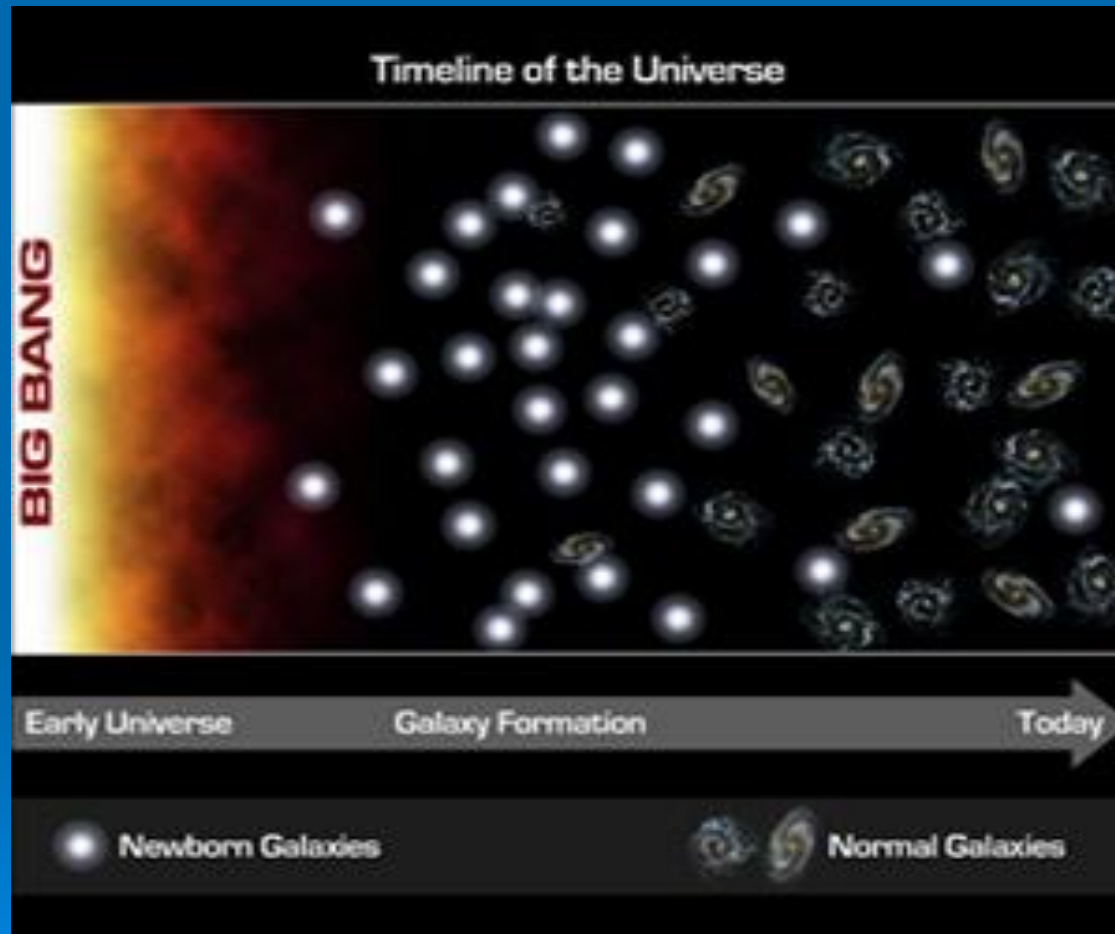 Timeline of the Universe
BIG BANG
Early Universe Galaxy Formation Today
Newborn Galaxies Normal Galaxies